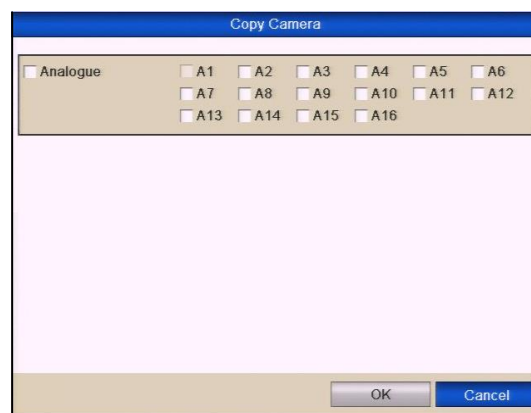 Copy Camera
Analogue A1 A2 A3 A4 A5 A6
A7 A8 A9 A10 A11 A12
A13 A14 A15 A16
OK Cancel